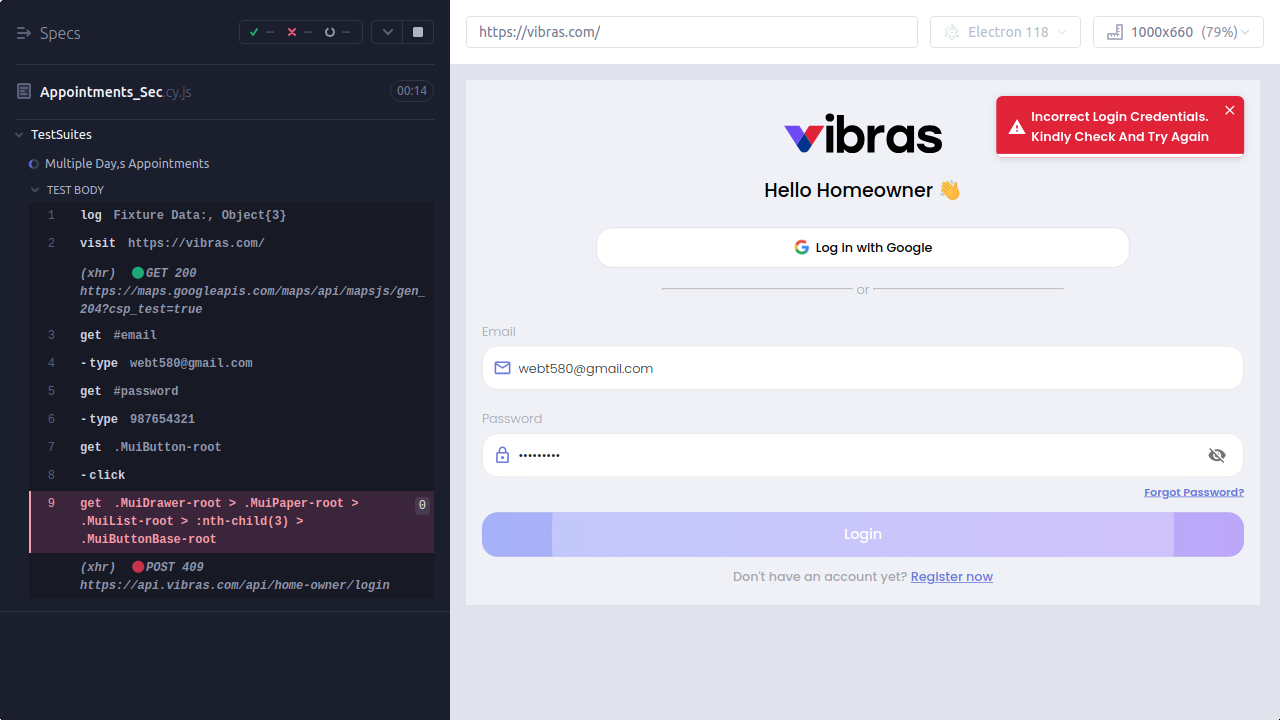 Specs
✓ -- ✕ -- --
Appointments_Sec.cy.js
00:14
TestSuites
Multiple Day,s Appointments
TEST BODY
1 log Fixture Data:, Object{3}
2 visit https://vibras.com/
(xhr) GET 200
https://maps.googleapis.com/maps/api/mapsjs/gen_
204?csp_test=true
3 get #email
4 -type webt580@gmail.com
5 get #password
6 -type 987654321
7 get .MuiButton-root
8 -click
9 get .MuiDrawer-root > .MuiPaper-root >
.MuiList-root > :nth-child(3) >
.MuiButtonBase-root
0
(xhr) POST 409
https://api.vibras.com/api/home-owner/login
https://vibras.com/
Electron 118
1000x660 (79%)
vibras
Incorrect Login Credentials.
Kindly Check And Try Again
Hello Homeowner 👋
Log in with Google
or
Email
webt580@gmail.com
Password
•••••••••
Forgot Password?
Login
Don't have an account yet? Register now